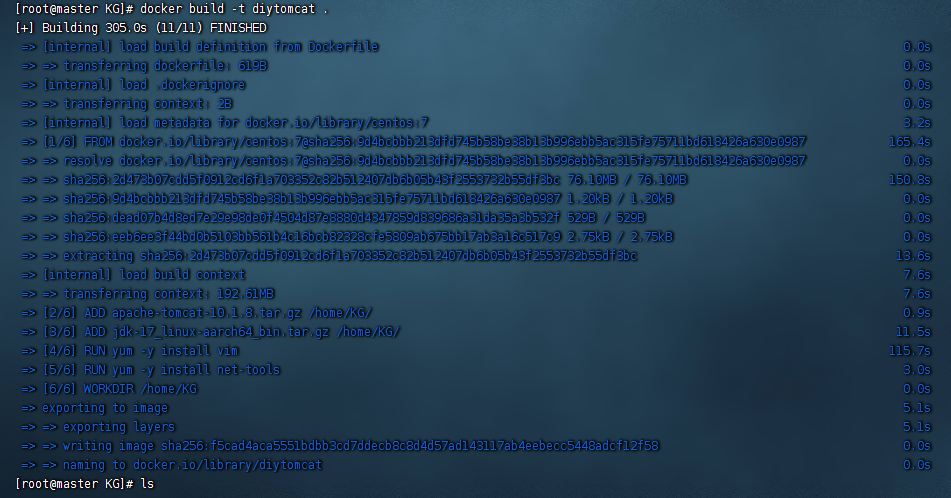 [root@master KG]# docker build -t diytomcat .
[+] Building 305.0s (11/11) FINISHED
=> [internal] load build definition from Dockerfile 0.0s
=> => transferring dockerfile: 619B 0.0s
=> [internal] load .dockerignore 0.0s
=> => transferring context: 2B 0.0s
=> [internal] load metadata for docker.io/library/centos:7 3.2s
=> [1/6] FROM docker.io/library/centos:7@sha256:9d4bcbbb213dfd745b58be38b13b996ebb5ac315fe75711bd618426a630e0987 165.4s
=> => resolve docker.io/library/centos:7@sha256:9d4bcbbb213dfd745b58be38b13b996ebb5ac315fe75711bd618426a630e0987 0.0s
=> => sha256:2d473b07cdd5f0912cd6f1a703352c82b512407db6b05b43f2553732b55df3bc 76.10MB / 76.10MB 150.8s
=> => sha256:9d4bcbbb213dfd745b58be38b13b996ebb5ac315fe75711bd618426a630e0987 1.20kB / 1.20kB 0.0s
=> => sha256:dead07b4d8ed7e29e98de0f4504d87e8880d4347859d839686a31da35a3b532f 529B / 529B 0.0s
=> => sha256:eeb6ee3f44bd0b5103bb561b4c16bcb82328cfe5809ab675bb17ab3a16c517c9 2.75kB / 2.75kB 0.0s
=> => extracting sha256:2d473b07cdd5f0912cd6f1a703352c82b512407db6b05b43f2553732b55df3bc 13.6s
=> [internal] load build context 7.6s
=> => transferring context: 192.61MB 7.6s
=> [2/6] ADD apache-tomcat-10.1.8.tar.gz /home/KG/ 0.9s
=> [3/6] ADD jdk-17_linux-aarch64_bin.tar.gz /home/KG/ 11.5s
=> [4/6] RUN yum -y install vim 115.7s
=> [5/6] RUN yum -y install net-tools 3.0s
=> [6/6] WORKDIR /home/KG 0.0s
=> exporting to image 5.1s
=> => exporting layers 5.1s
=> => writing image sha256:f5cad4aca5551bdbb3cd7ddecb8c8d4d57ad143117ab4eebecc5448adcf12f58 0.0s
=> => naming to docker.io/library/diytomcat 0.0s
[root@master KG]# ls